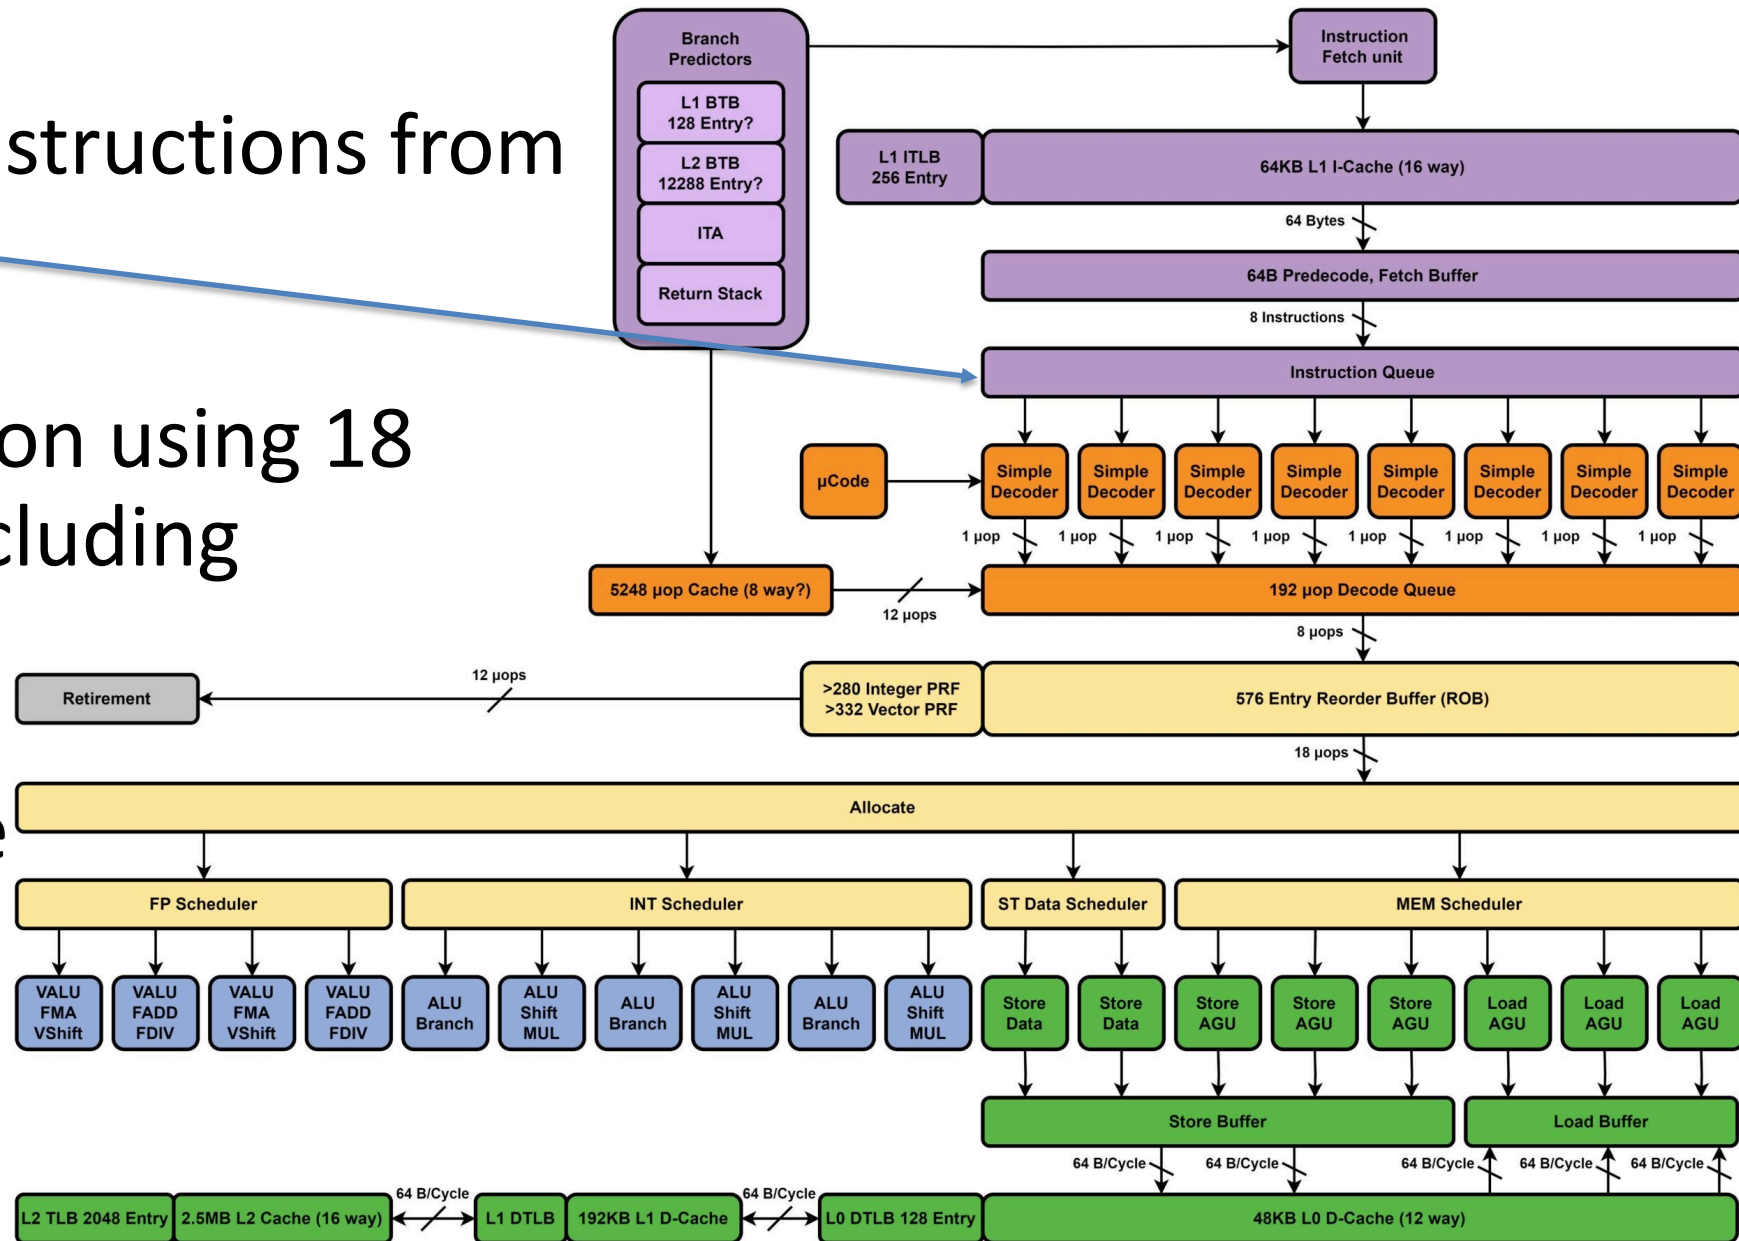 structions from
on using 18
cluding
e
Branch
Predictors
L1 BTB
128 Entry?
L2 BTB
12288 Entry?
ITA
Return Stack
Instruction
Fetch unit
L1 ITLB
256 Entry
64KB L1 I-Cache (16 way)
64 Bytes
64B Predecode, Fetch Buffer
8 Instructions
Instruction Queue
µCode
Simple
Decoder
Simple
Decoder
Simple
Decoder
Simple
Decoder
Simple
Decoder
Simple
Decoder
Simple
Decoder
Simple
Decoder
1 µop
1 µop
1 µop
1 µop
1 µop
1 µop
1 µop
1 µop
5248 µop Cache (8 way?)
12 µops
192 µop Decode Queue
8 µops
Retirement
12 µops
>280 Integer PRF
>332 Vector PRF
576 Entry Reorder Buffer (ROB)
18 µops
Allocate
FP Scheduler
INT Scheduler
ST Data Scheduler
MEM Scheduler
VALU
FMA
VShift
VALU
FADD
FDIV
VALU
FMA
VShift
VALU
FADD
FDIV
ALU
Branch
ALU
Shift
MUL
ALU
Branch
ALU
Shift
MUL
ALU
Branch
ALU
Shift
MUL
Store
Data
Store
Data
Store
AGU
Store
AGU
Store
AGU
Load
AGU
Load
AGU
Load
AGU
Store Buffer
Load Buffer
64 B/Cycle
64 B/Cycle
64 B/Cycle
64 B/Cycle
64 B/Cycle
L2 TLB 2048 Entry
2.5MB L2 Cache (16 way)
64 B/Cycle
L1 DTLB
192KB L1 D-Cache
64 B/Cycle
L0 DTLB 128 Entry
48KB L0 D-Cache (12 way)